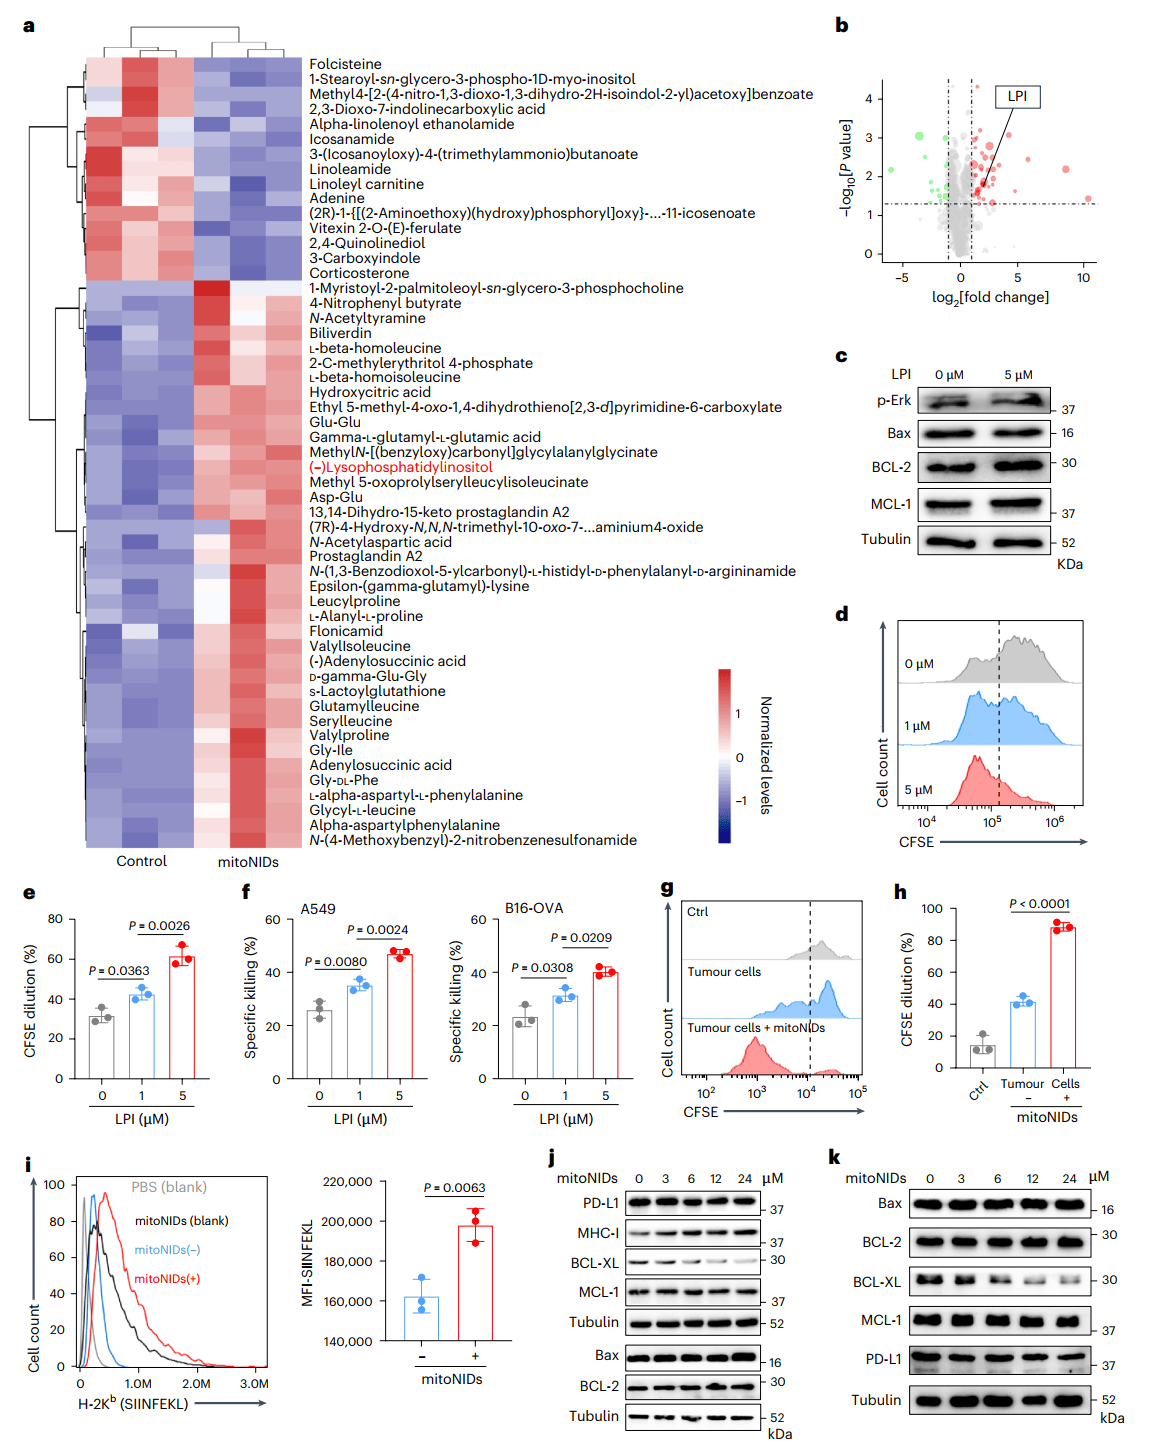 a
Folcisteine
1-Stearoyl-sn-glycero-3-phospho-1D-myo-inositol
Methyl4-[2-(4-nitro-1,3-dioxo-1,3-dihydro-2H-isoindol-2-yl)acetoxy]benzoate
2,3-Dioxo-7-indolinecarboxylic acid
Alpha-linolenoyl ethanolamide
Icosanamide
3-(Icosanoyloxy)-4-(trimethylammonio)butanoate
Linoleamide
Linoleyl carnitine
Adenine
(2R)-1-{[(2-Aminoethoxy)(hydroxy)phosphoryl]oxy}-...-11-icosenoate
Vitexin 2-O-(E)-ferulate
2,4-Quinolinediol
3-Carboxyindole
Corticosterone
1-Myristoyl-2-palmitoleoyl-sn-glycero-3-phosphocholine
4-Nitrophenyl butyrate
N-Acetyltyramine
Biliverdin
L-beta-homoleucine
2-C-methylerythritol 4-phosphate
L-beta-homoisoleucine
Hydroxycitric acid
Ethyl 5-methyl-4-oxo-1,4-dihydrothieno[2,3-d]pyrimidine-6-carboxylate
Glu-Glu
Gamma-L-glutamyl-L-glutamic acid
MethylN-[(benzyloxy)carbonyl]glycylalanylglycinate
(−)Lysophosphatidylinositol
Methyl 5-oxoprolylserylleucylisoleucinate
Asp-Glu
13,14-Dihydro-15-keto prostaglandin A2
(7R)-4-Hydroxy-N,N,N-trimethyl-10-oxo-7-...aminium4-oxide
N-Acetylaspartic acid
Prostaglandin A2
N-(1,3-Benzodioxol-5-ylcarbonyl)-L-histidyl-D-phenylalanyl-D-argininamide
Epsilon-(gamma-glutamyl)-lysine
Leucylproline
L-Alanyl-L-proline
Flonicamid
ValylIsoleucine
(-)Adenylosuccinic acid
D-gamma-Glu-Gly
S-Lactoylglutathione
Glutamylleucine
Serylleucine
Valylproline
Gly-Ile
Adenylosuccinic acid
Gly-DL-Phe
L-alpha-aspartyl-L-phenylalanine
Glycyl-L-leucine
Alpha-aspartylphenylalanine
N-(4-Methoxybenzyl)-2-nitrobenzenesulfonamide
Control
mitoNIDs
1
0
−1
Normalized levels
b
LPI
4
3
2
1
0
−log10[P value]
−5
0
5
10
log2[fold change]
c
LPI
0 μM
5 μM
p-Erk
37
Bax
16
BCL-2
30
MCL-1
37
Tubulin
52
KDa
d
0 μM
1 μM
5 μM
Cell count
10⁴
10⁵
10⁶
CFSE
e
80
60
40
20
0
CFSE dilution (%)
P = 0.0026
P = 0.0363
0
1
5
LPI (μM)
f
A549
60
40
20
0
Specific killing (%)
P = 0.0024
P = 0.0080
0
1
5
LPI (μM)
B16-OVA
60
40
20
0
Specific killing (%)
P = 0.0209
P = 0.0308
0
1
5
LPI (μM)
g
Ctrl
Tumour cells
Tumour cells + mitoNIDs
Cell count
10²
10³
10⁴
10⁵
CFSE
h
100
80
60
40
20
0
CFSE dilution (%)
P < 0.0001
Ctrl
Tumour Cells
−
+
mitoNIDs
i
PBS (blank)
mitoNIDs (blank)
mitoNIDs(−)
mitoNIDs(+)
100
80
60
40
20
0
Cell count
0
1.0M
2.0M
3.0M
H-2Kᵇ (SIINFEKL)
220,000
200,000
180,000
160,000
140,000
MFI-SIINFEKL
P = 0.0063
−
+
mitoNIDs
j
mitoNIDs 0 3 6 12 24 μM
PD-L1
37
MHC-I
37
BCL-XL
30
MCL-1
37
Tubulin
52
Bax
16
BCL-2
30
Tubulin
52
kDa
k
mitoNIDs 0 3 6 12 24 μM
Bax
16
BCL-2
30
BCL-XL
30
MCL-1
37
PD-L1
37
Tubulin
52
kDa